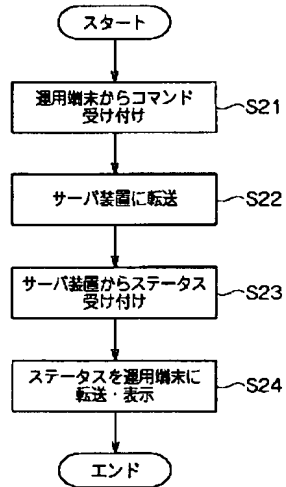 スタート
運用端末からコマンド
受け付け
S21
サーバ装置に転送
S22
サーバ装置からステータス
受け付け
S23
ステータスを運用端末に
転送・表示
S24
エンド